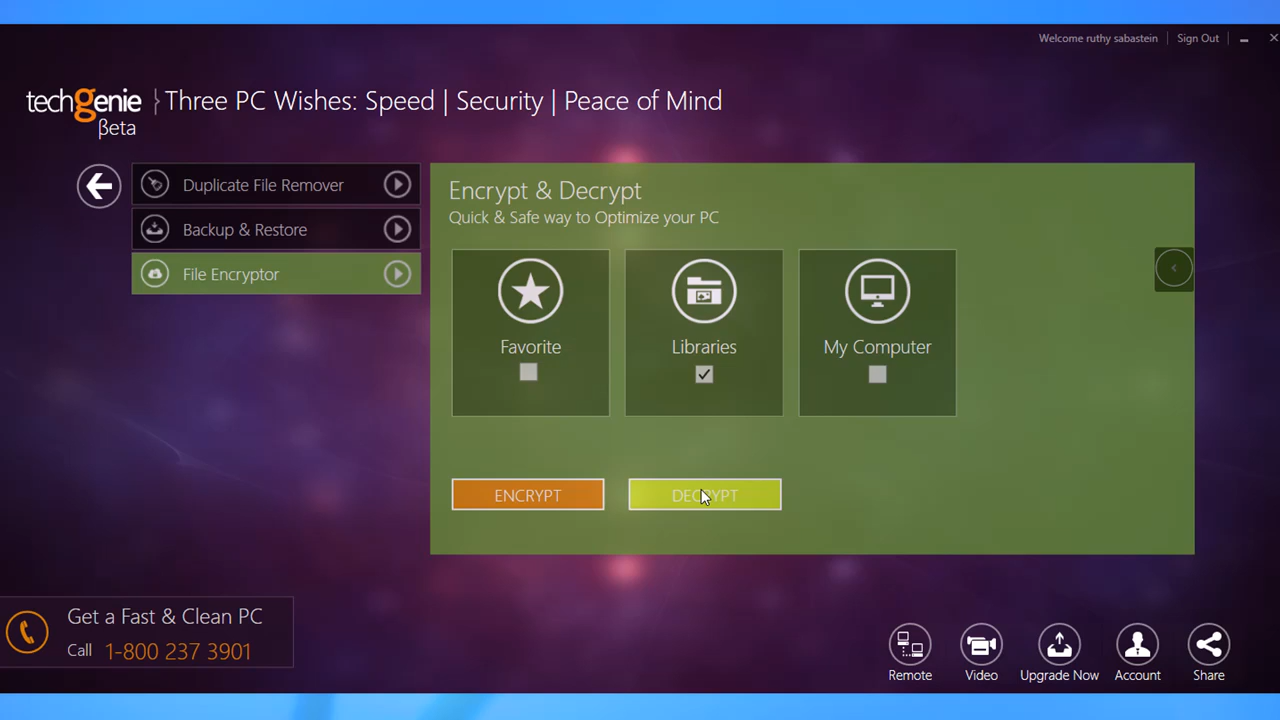 Welcome ruthy sabastein | Sign Out
techgenie
βeta
Three PC Wishes: Speed | Security | Peace of Mind
Duplicate File Remover
Backup & Restore
File Encryptor
Encrypt & Decrypt
Quick & Safe way to Optimize your PC
Favorite
Libraries
My Computer
ENCRYPT
DECRYPT
Get a Fast & Clean PC
Call 1-800 237 3901
Remote
Video
Upgrade Now
Account
Share